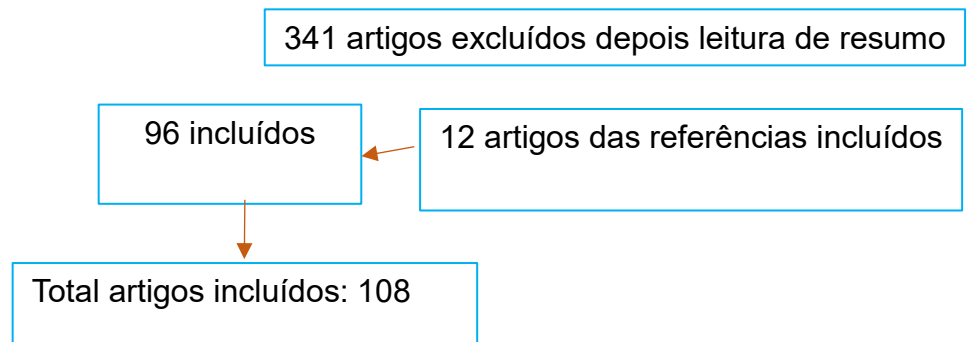 341 artigos excluídos depois leitura de resumo
96 incluídos
12 artigos das referências incluídos
Total artigos incluídos: 108